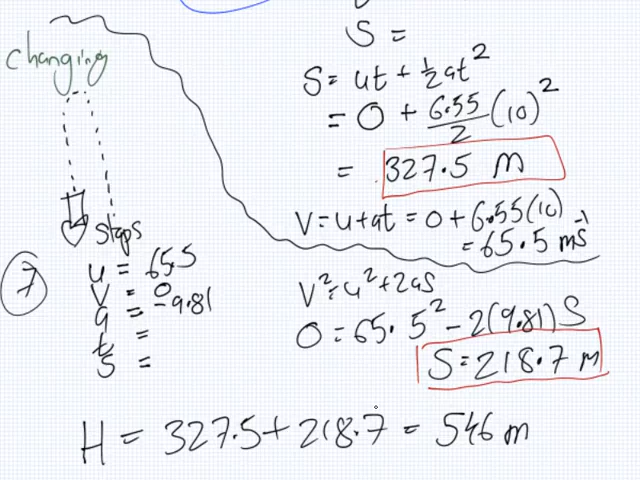 S =
changing
S = ut + ½at²
= 0 + 6.55/2 (10)²
= 327.5 m
V = u + at = 0 + 6.55(10)
= 65.5 ms⁻¹
stops
7
u = 65.5
V = 0
a = -9.81
t =
S =
V² = u² + 2as
0 = 65.5² - 2(9.81) S
S = 218.7 m
H = 327.5 + 218.7 = 546 m